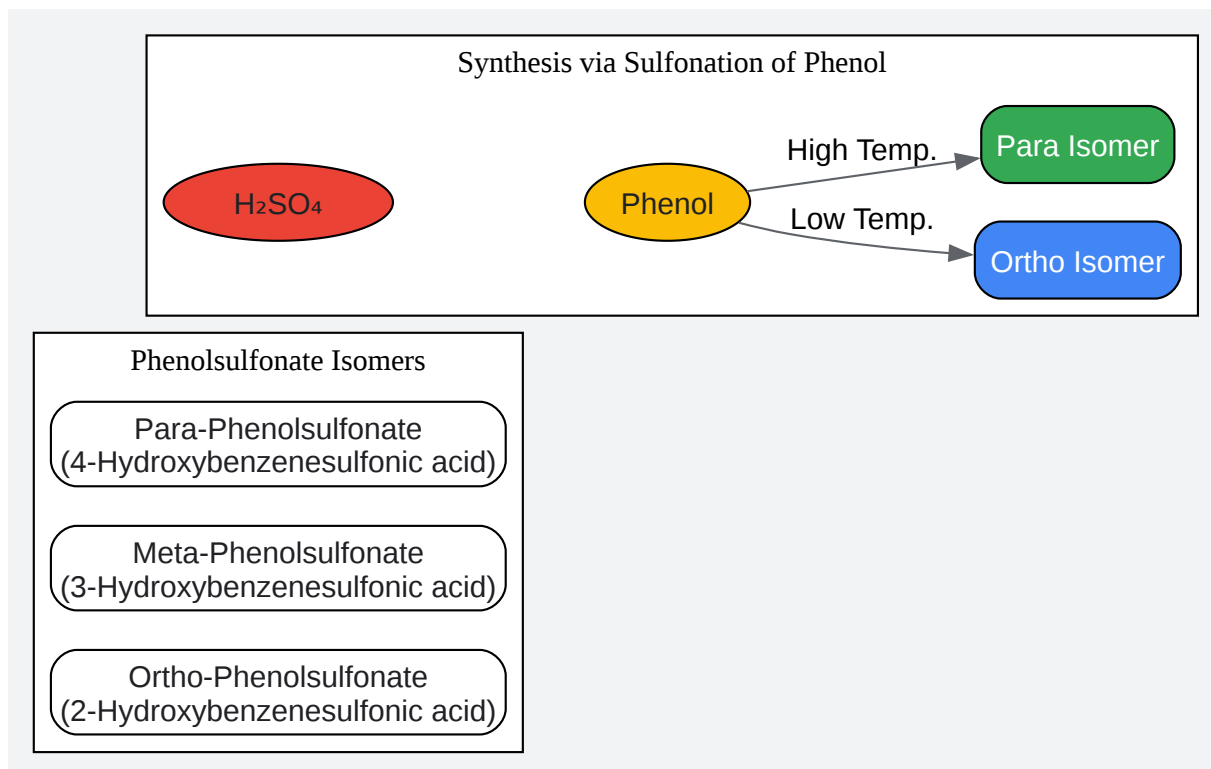 Synthesis via Sulfonation of Phenol
H₂SO₄
Phenol
High Temp.
Low Temp.
Para Isomer
Ortho Isomer
Phenolsulfonate Isomers
Para-Phenolsulfonate
(4-Hydroxybenzenesulfonic acid)
Meta-Phenolsulfonate
(3-Hydroxybenzenesulfonic acid)
Ortho-Phenolsulfonate
(2-Hydroxybenzenesulfonic acid)